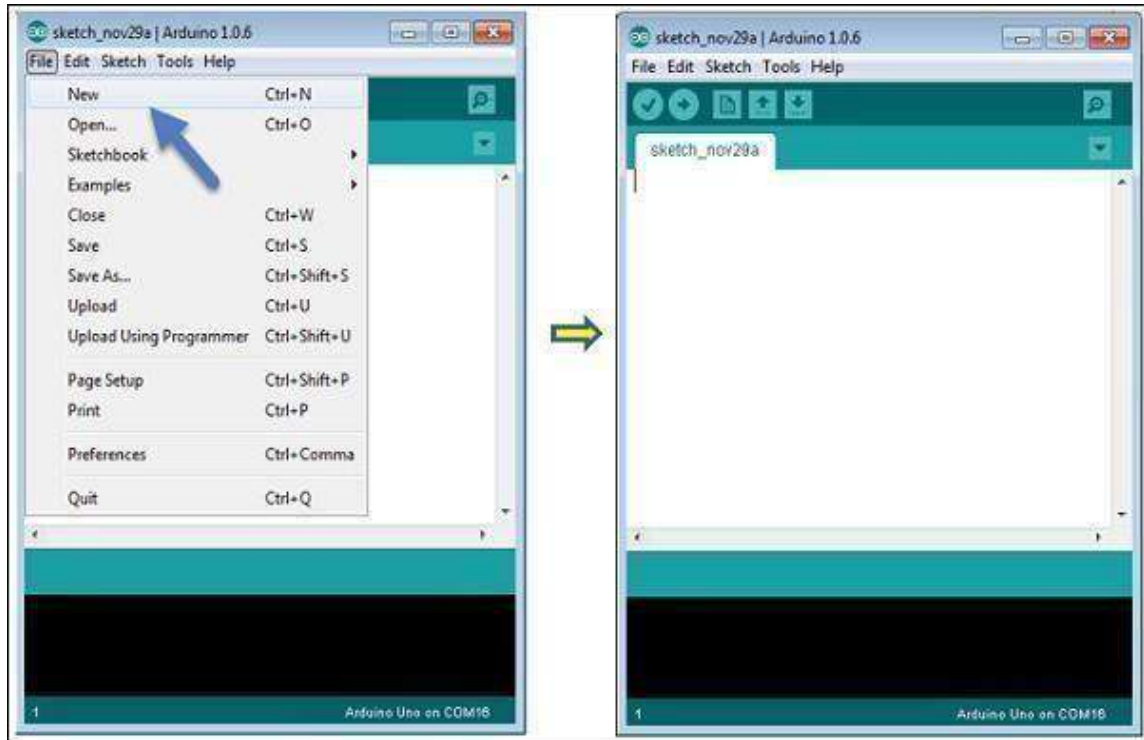 sketch_nov29a | Arduino 1.0.6
File Edit Sketch Tools Help
New Ctrl+N
Open... Ctrl+O
Sketchbook
Examples
Close Ctrl+W
Save Ctrl+S
Save As... Ctrl+Shift+S
Upload Ctrl+U
Upload Using Programmer Ctrl+Shift+U
Page Setup Ctrl+Shift+P
Print Ctrl+P
Preferences Ctrl+Comma
Quit Ctrl+Q
1 Arduino Uno on COM16
sketch_nov29a | Arduino 1.0.6
File Edit Sketch Tools Help
sketch_nov29a
1 Arduino Uno on COM16